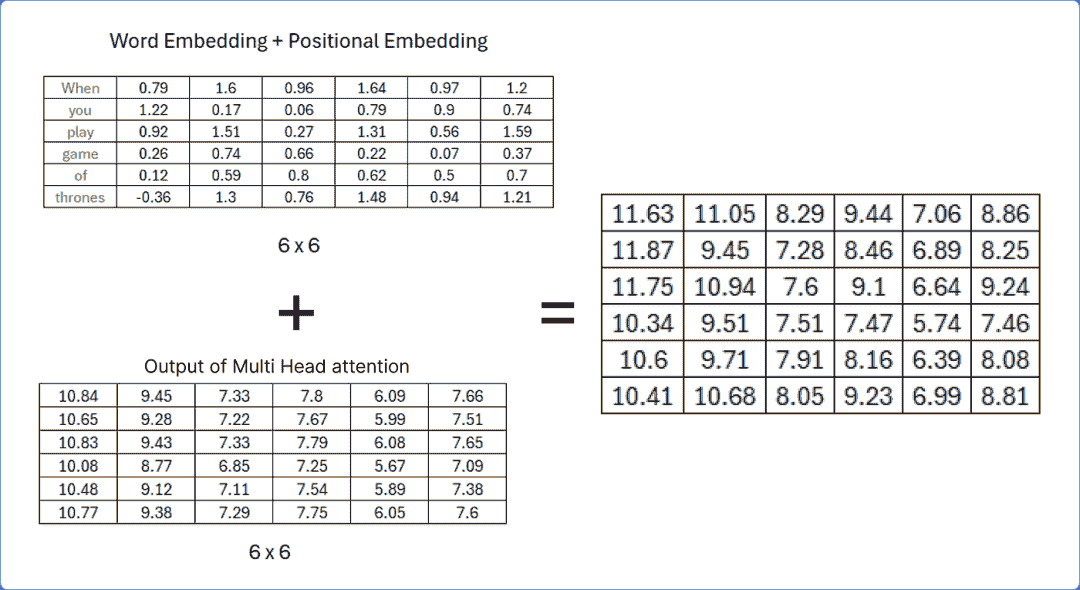 Word Embedding + Positional Embedding
When 0.79 1.6 0.96 1.64 0.97 1.2
you 1.22 0.17 0.06 0.79 0.9 0.74
play 0.92 1.51 0.27 1.31 0.56 1.59
game 0.26 0.74 0.66 0.22 0.07 0.37
of 0.12 0.59 0.8 0.62 0.5 0.7
thrones -0.36 1.3 0.76 1.48 0.94 1.21
6 x 6
+
Output of Multi Head attention
10.84 9.45 7.33 7.8 6.09 7.66
10.65 9.28 7.22 7.67 5.99 7.51
10.83 9.43 7.33 7.79 6.08 7.65
10.08 8.77 6.85 7.25 5.67 7.09
10.48 9.12 7.11 7.54 5.89 7.38
10.77 9.38 7.29 7.75 6.05 7.6
6 x 6
=
11.63 11.05 8.29 9.44 7.06 8.86
11.87 9.45 7.28 8.46 6.89 8.25
11.75 10.94 7.6 9.1 6.64 9.24
10.34 9.51 7.51 7.47 5.74 7.46
10.6 9.71 7.91 8.16 6.39 8.08
10.41 10.68 8.05 9.23 6.99 8.81